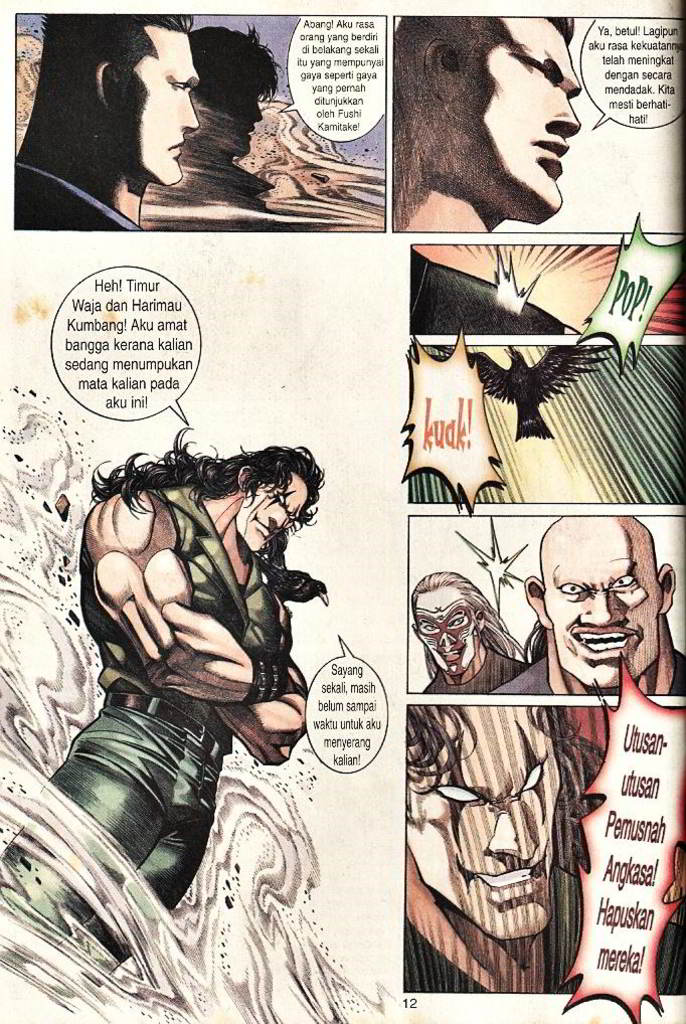 Abang! Aku rasa
orang yang berdiri
di belakang sekali
itu yang mempunyai
gaya seperti gaya
yang pernah
ditunjukkan
oleh Fushi
Kamitake!
Ya, betul! Lagipun
aku rasa kekuatannya
telah meningkat
dengan secara
mendadak. Kita
mesti berhati-
hati!
Heh! Timur
Waja dan Harimau
Kumbang! Aku amat
bangga kerana kalian
sedang menumpukan
mata kalian pada
aku ini!
POP!
kuak!
Sayang
sekali, masih
belum sampai
waktu untuk aku
menyerang
kalian!
Utusan-
utusan
Pemusnah
Angkasa!
Hapuskan
mereka!
12